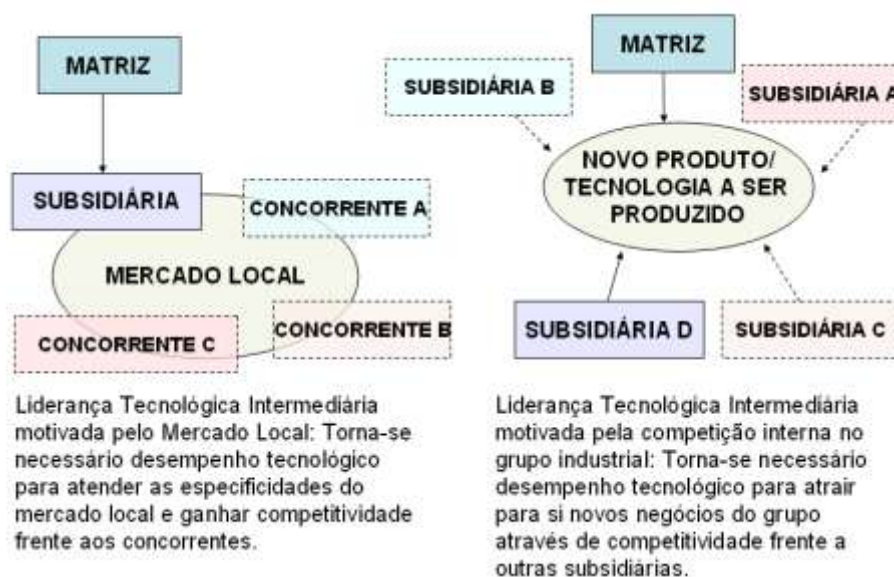 MATRIZ
SUBSIDIÁRIA
CONCORRENTE A
MERCADO LOCAL
CONCORRENTE B
CONCORRENTE C
Liderança Tecnológica Intermediária
motivada pelo Mercado Local: Torna-se
necessário desempenho tecnológico
para atender as especificidades do
mercado local e ganhar competitividade
frente aos concorrentes.
MATRIZ
SUBSIDIÁRIA B
SUBSIDIÁRIA A
NOVO PRODUTO/
TECNOLOGIA A SER
PRODUZIDO
SUBSIDIÁRIA D
SUBSIDIÁRIA C
Liderança Tecnológica Intermediária
motivada pela competição interna no
grupo industrial: Torna-se necessário
desempenho tecnológico para atrair
para si novos negócios do grupo
através de competitividade frente a
outras subsidiárias.